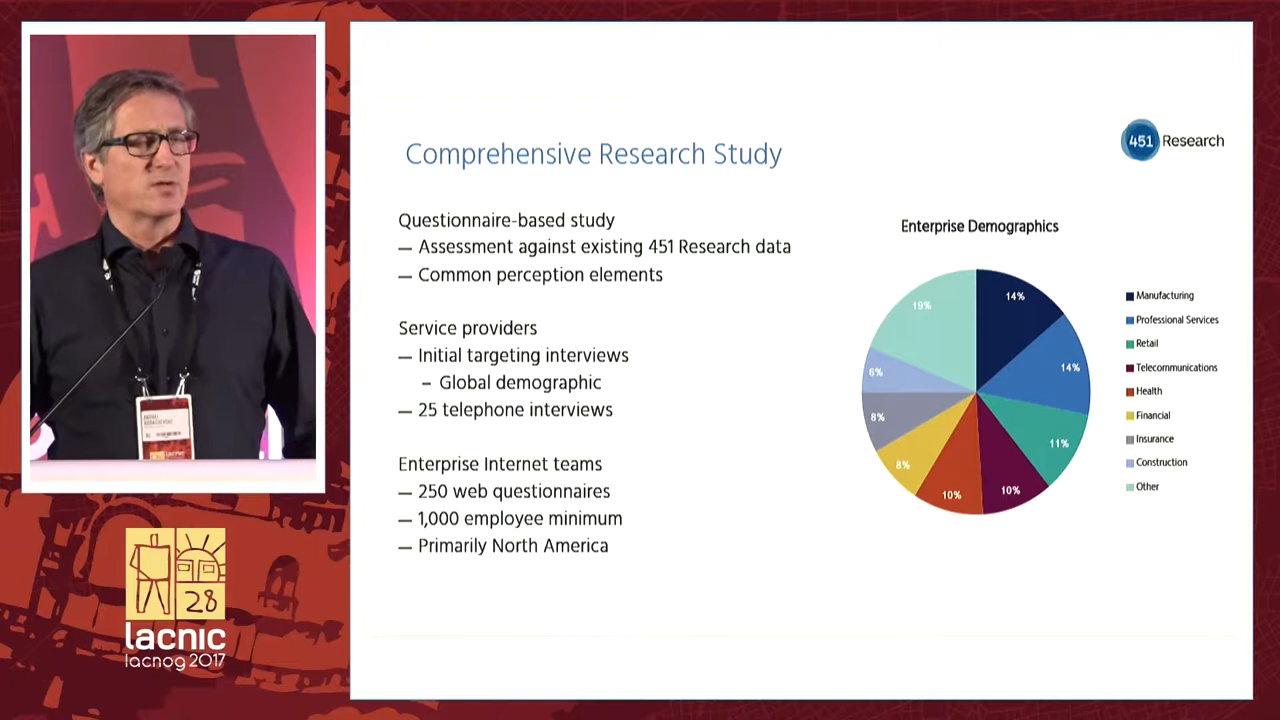 Comprehensive Research Study
451 Research
Questionnaire-based study
— Assessment against existing 451 Research data
— Common perception elements
Service providers
— Initial targeting interviews
– Global demographic
— 25 telephone interviews
Enterprise Internet teams
— 250 web questionnaires
— 1,000 employee minimum
— Primarily North America
Enterprise Demographics
14%
14%
11%
10%
10%
8%
8%
6%
19%
Manufacturing
Professional Services
Retail
Telecommunications
Health
Financial
Insurance
Construction
Other
28
lacnic
lacnog 2017